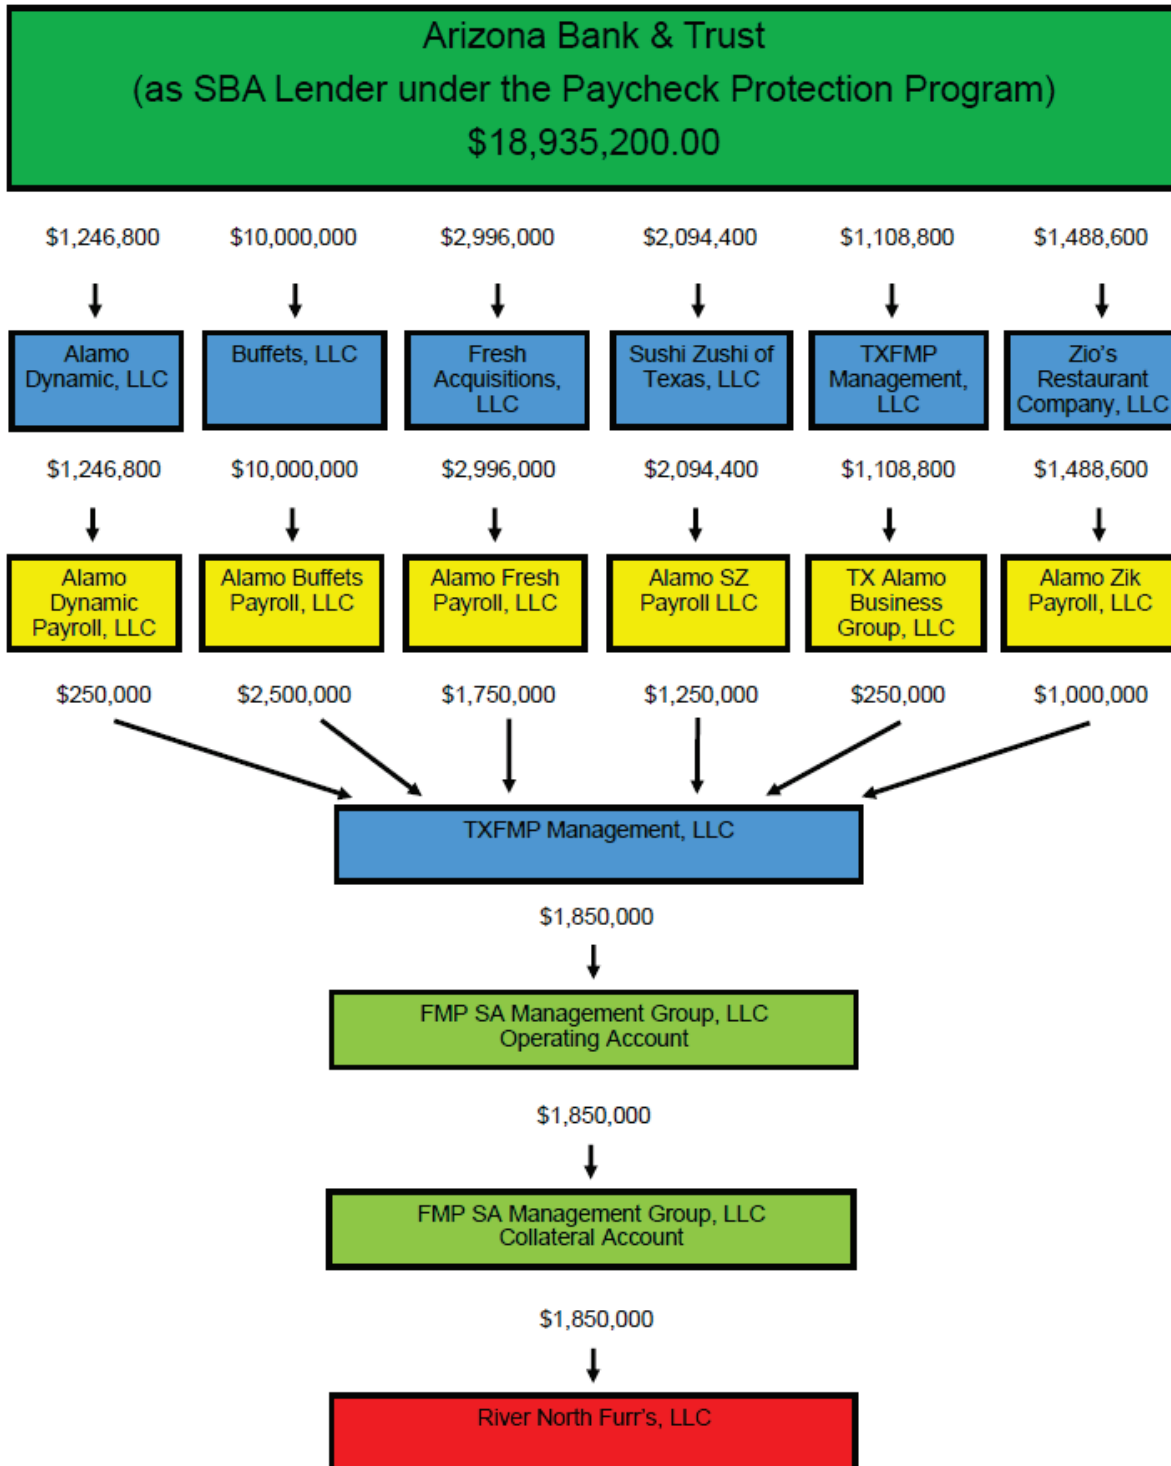 Arizona Bank & Trust
(as SBA Lender under the Paycheck Protection Program)
$18,935,200.00
$1,246,800 $10,000,000 $2,996,000 $2,094,400 $1,108,800 $1,488,600
Alamo
Dynamic, LLC
Buffets, LLC
Fresh
Acquisitions,
LLC
Sushi Zushi of
Texas, LLC
TXFMP
Management,
LLC
Zio's
Restaurant
Company, LLC
$1,246,800 $10,000,000 $2,996,000 $2,094,400 $1,108,800 $1,488,600
Alamo
Dynamic
Payroll, LLC
Alamo Buffets
Payroll, LLC
Alamo Fresh
Payroll, LLC
Alamo SZ
Payroll LLC
TX Alamo
Business
Group, LLC
Alamo Zik
Payroll, LLC
$250,000 $2,500,000 $1,750,000 $1,250,000 $250,000 $1,000,000
TXFMP Management, LLC
$1,850,000
FMP SA Management Group, LLC
Operating Account
$1,850,000
FMP SA Management Group, LLC
Collateral Account
$1,850,000
River North Furr's, LLC